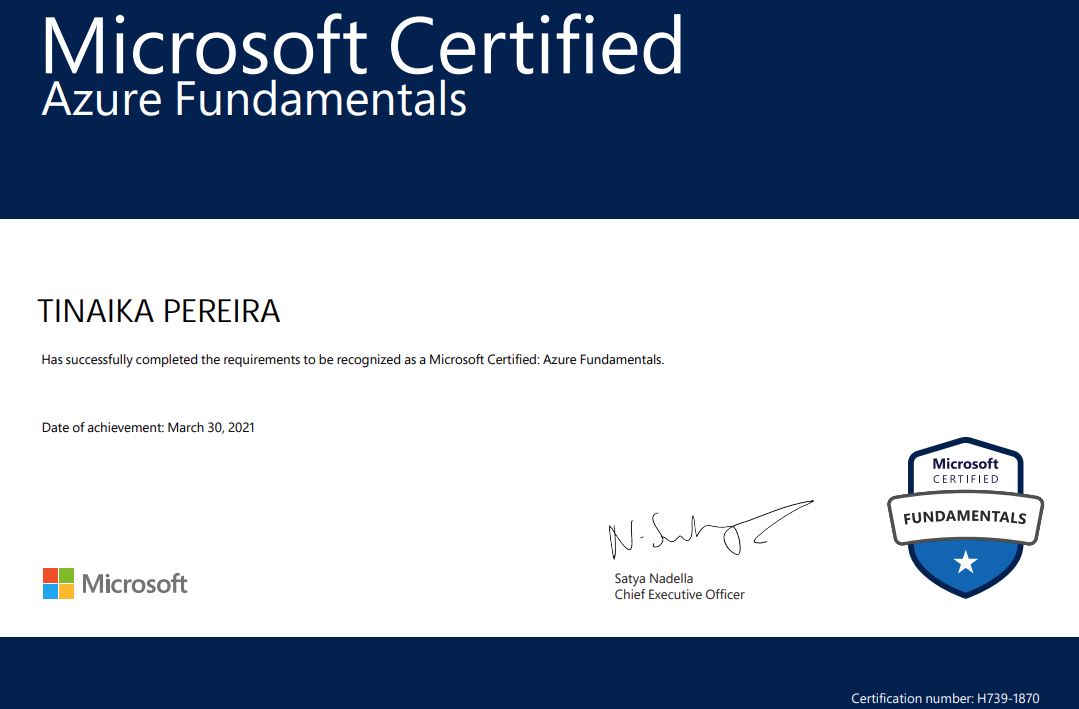 Microsoft Certified
Azure Fundamentals
TINAIKA PEREIRA
Has successfully completed the requirements to be recognized as a Microsoft Certified: Azure Fundamentals.
Date of achievement: March 30, 2021
Microsoft
CERTIFIED
FUNDAMENTALS
N. Satya
Satya Nadella
Chief Executive Officer
Microsoft
Certification number: H739-1870